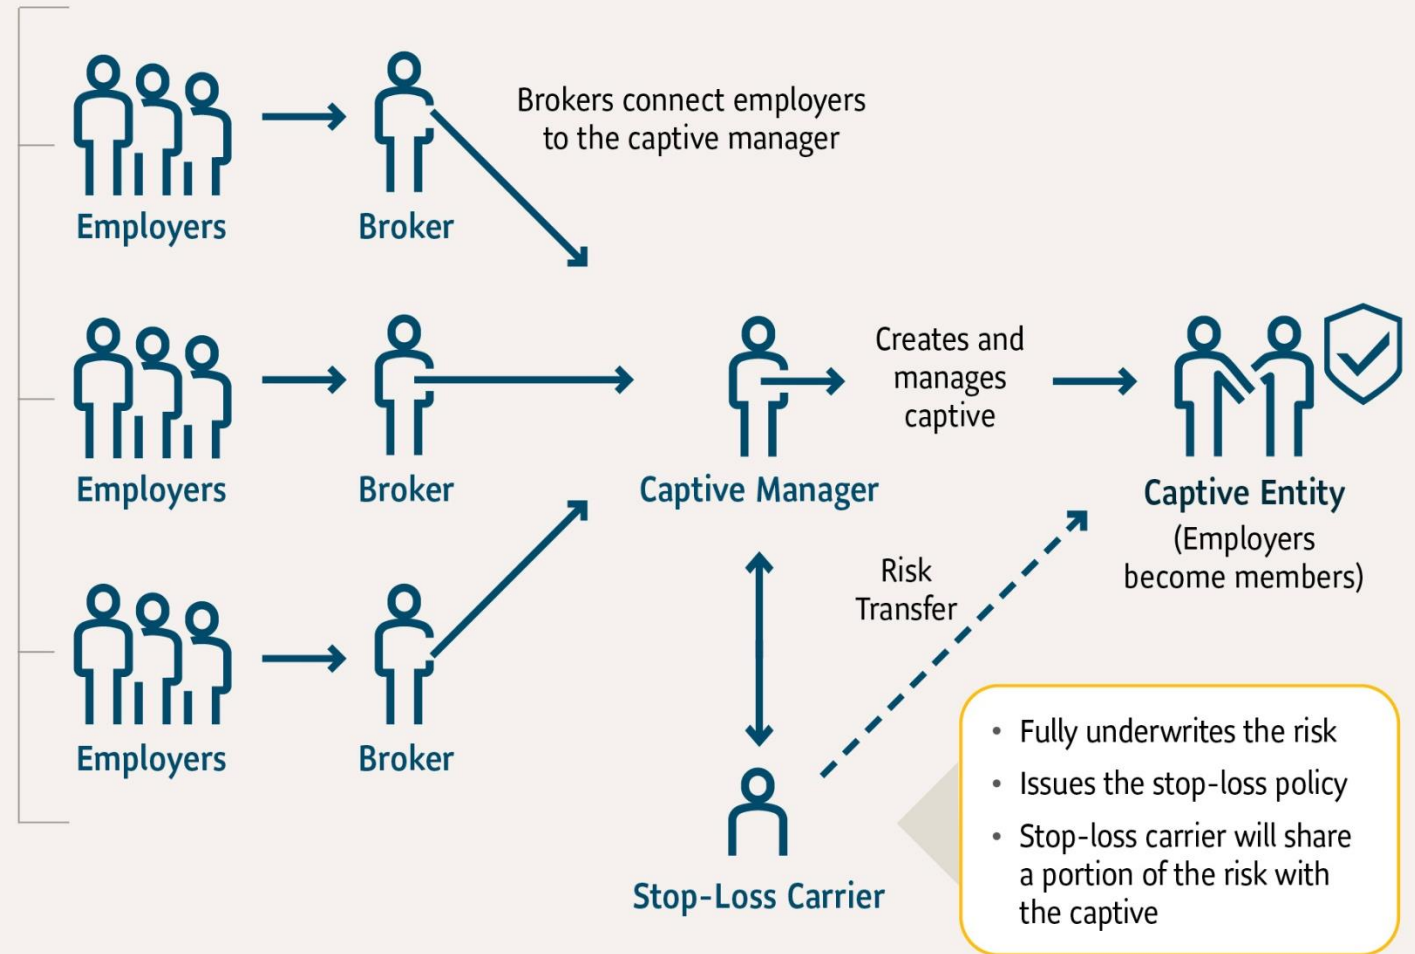 Employers
Broker
Brokers connect employers
to the captive manager
Employers
Broker
Captive Manager
Creates and
manages
captive
Captive Entity
(Employers
become members)
Employers
Broker
Risk
Transfer
Stop-Loss Carrier
• Fully underwrites the risk
• Issues the stop-loss policy
• Stop-loss carrier will share
a portion of the risk with
the captive